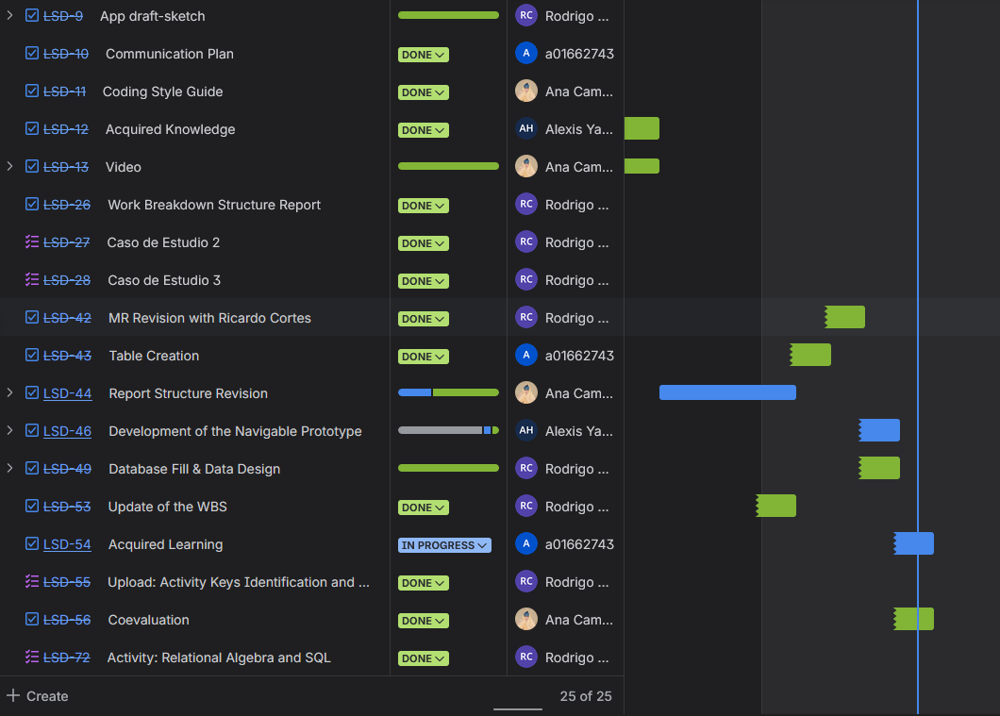 LSD-9 App draft-sketch RC Rodrigo ...
LSD-10 Communication Plan DONE A a01662743
LSD-11 Coding Style Guide DONE Ana Cam...
LSD-12 Acquired Knowledge DONE AH Alexis Ya...
LSD-13 Video Ana Cam...
LSD-26 Work Breakdown Structure Report DONE RC Rodrigo ...
LSD-27 Caso de Estudio 2 DONE RC Rodrigo ...
LSD-28 Caso de Estudio 3 DONE RC Rodrigo ...
LSD-42 MR Revision with Ricardo Cortes DONE RC Rodrigo ...
LSD-43 Table Creation DONE A a01662743
LSD-44 Report Structure Revision Ana Cam...
LSD-46 Development of the Navigable Prototype AH Alexis Ya...
LSD-49 Database Fill & Data Design RC Rodrigo ...
LSD-53 Update of the WBS DONE RC Rodrigo ...
LSD-54 Acquired Learning IN PROGRESS A a01662743
LSD-55 Upload: Activity Keys Identification and ... DONE RC Rodrigo ...
LSD-56 Coevaluation DONE Ana Cam...
LSD-72 Activity: Relational Algebra and SQL DONE RC Rodrigo ...
Create 25 of 25